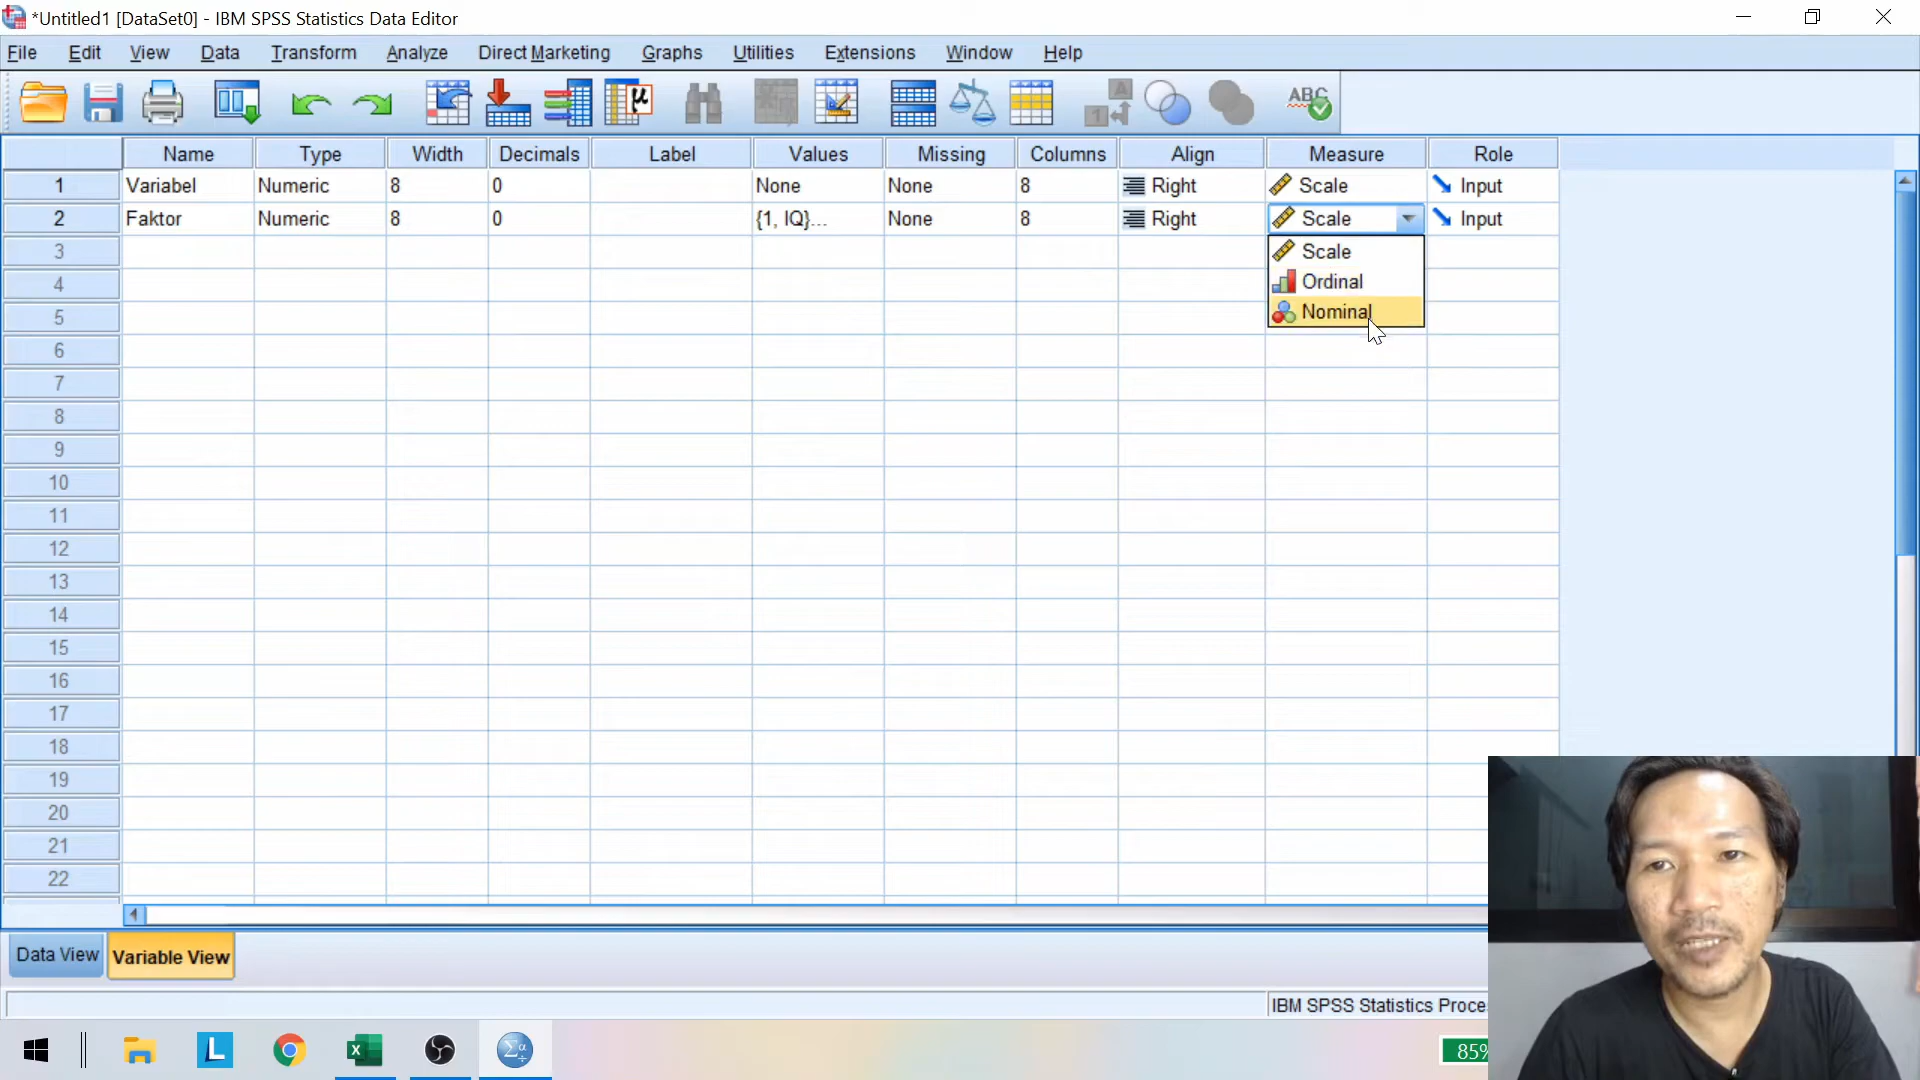 *Untitled1 [DataSet0] - IBM SPSS Statistics Data Editor
File Edit View Data Transform Analyze Direct Marketing Graphs Utilities Extensions Window Help
Name Type Width Decimals Label Values Missing Columns Align Measure Role
1 Variabel Numeric 8 0 None None 8 Right Scale Input
2 Faktor Numeric 8 0 {1, IQ}... None 8 Right Scale Input
3 Scale
4 Ordinal
5 Nominal
6
7
8
9
10
11
12
13
14
15
16
17
18
19
20
21
22
Data View Variable View
IBM SPSS Statistics Proce
85%